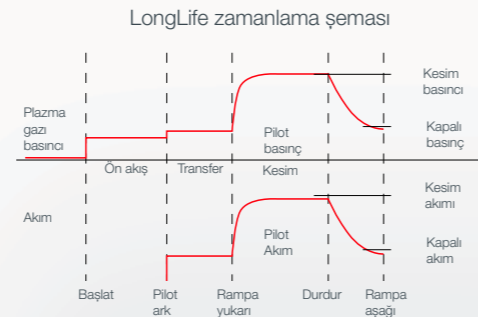 LongLife zamanlama şeması
Plazma
gazı
basıncı
Kesim
basıncı
Pilot
basınç
Kapalı
basınç
Ön akış
Transfer
Kesim
Akım
Pilot
Akım
Kesim
akımı
Kapalı
akım
Başlat
Pilot
ark
Rampa
yukarı
Durdur
Rampa
aşağı